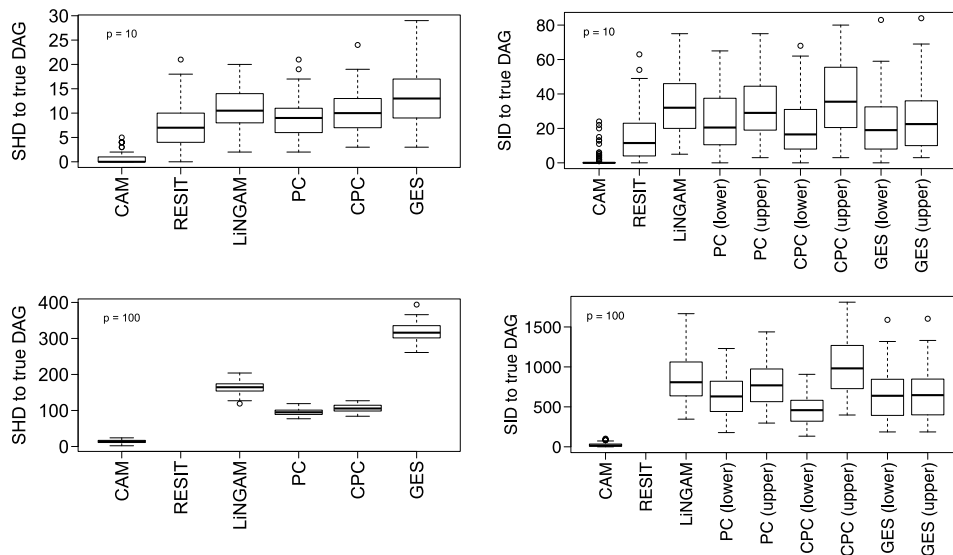 SHD to true DAG
30
25
20
15
10
5
0
p = 10
CAM
RESIT
LiNGAM
PC
CPC
GES
SID to true DAG
80
60
40
20
0
p = 10
CAM
RESIT
LiNGAM
PC (lower)
PC (upper)
CPC (lower)
CPC (upper)
GES (lower)
GES (upper)
SHD to true DAG
400
300
200
100
0
p = 100
CAM
RESIT
LiNGAM
PC
CPC
GES
SID to true DAG
1500
1000
500
0
p = 100
CAM
RESIT
LiNGAM
PC (lower)
PC (upper)
CPC (lower)
CPC (upper)
GES (lower)
GES (upper)